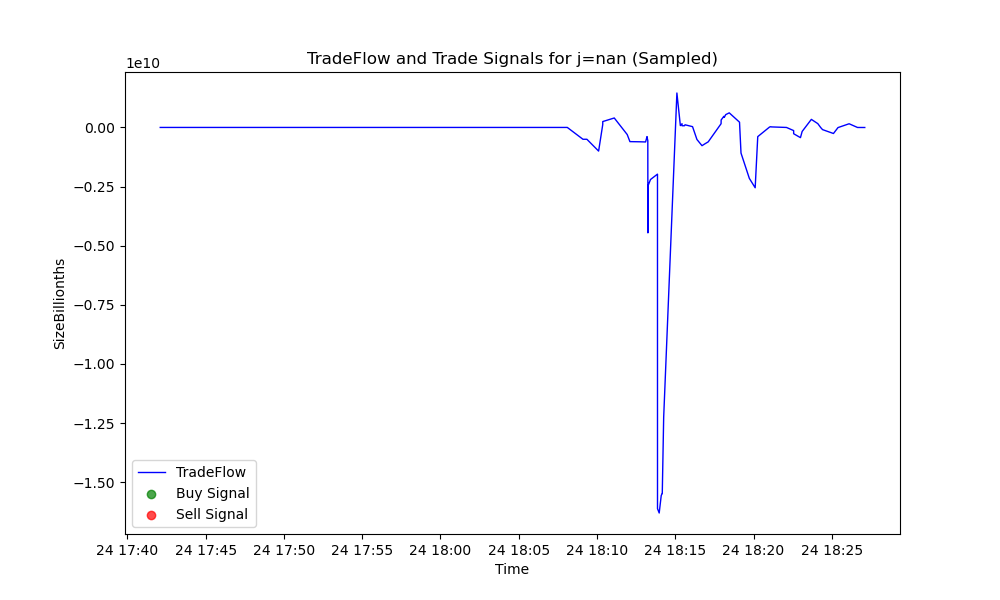 TradeFlow and Trade Signals for j=nan (Sampled)
1e10
0.00
−0.25
−0.50
−0.75
−1.00
−1.25
−1.50
SizeBillionths
TradeFlow
Buy Signal
Sell Signal
24 17:40 24 17:45 24 17:50 24 17:55 24 18:00 24 18:05 24 18:10 24 18:15 24 18:20 24 18:25
Time